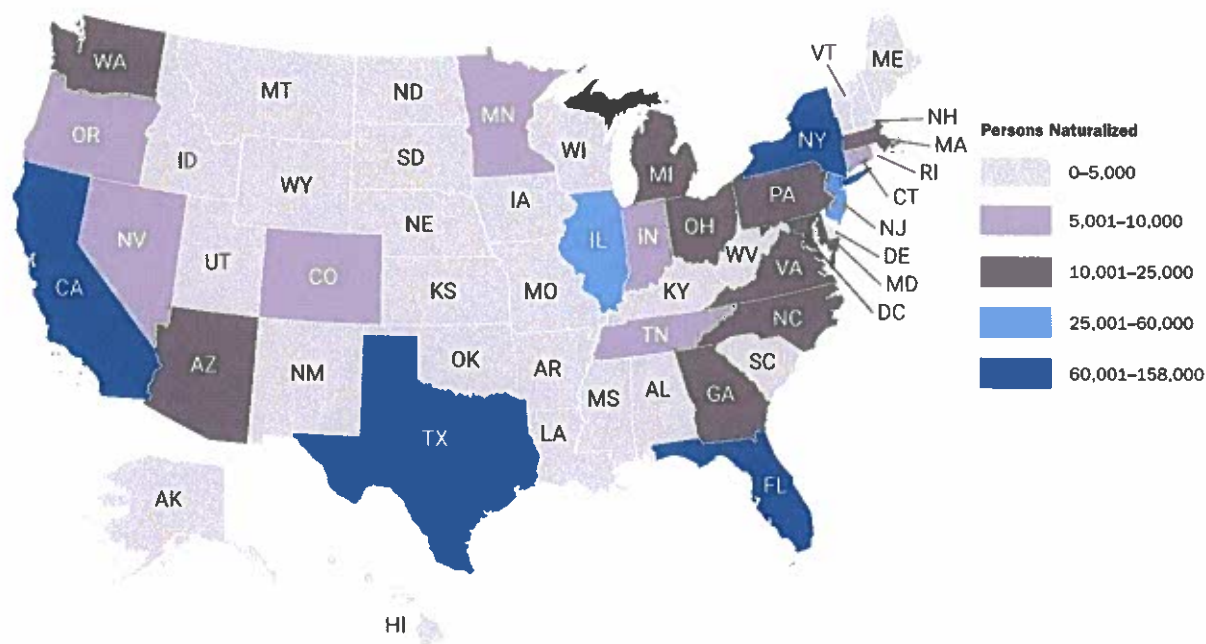 WA
MT
ND
MN
VT
ME
OR
ID
WY
SD
WI
MI
NY
NH
MA
RI
CT
NV
UT
CO
NE
IA
IL
IN
OH
PA
NJ
DE
MD
DC
CA
AZ
NM
KS
MO
KY
WV
VA
OK
AR
TN
NC
TX
LA
MS
AL
GA
SC
FL
AK
HI
Persons Naturalized
0–5,000
5,001–10,000
10,001–25,000
25,001–60,000
60,001–158,000